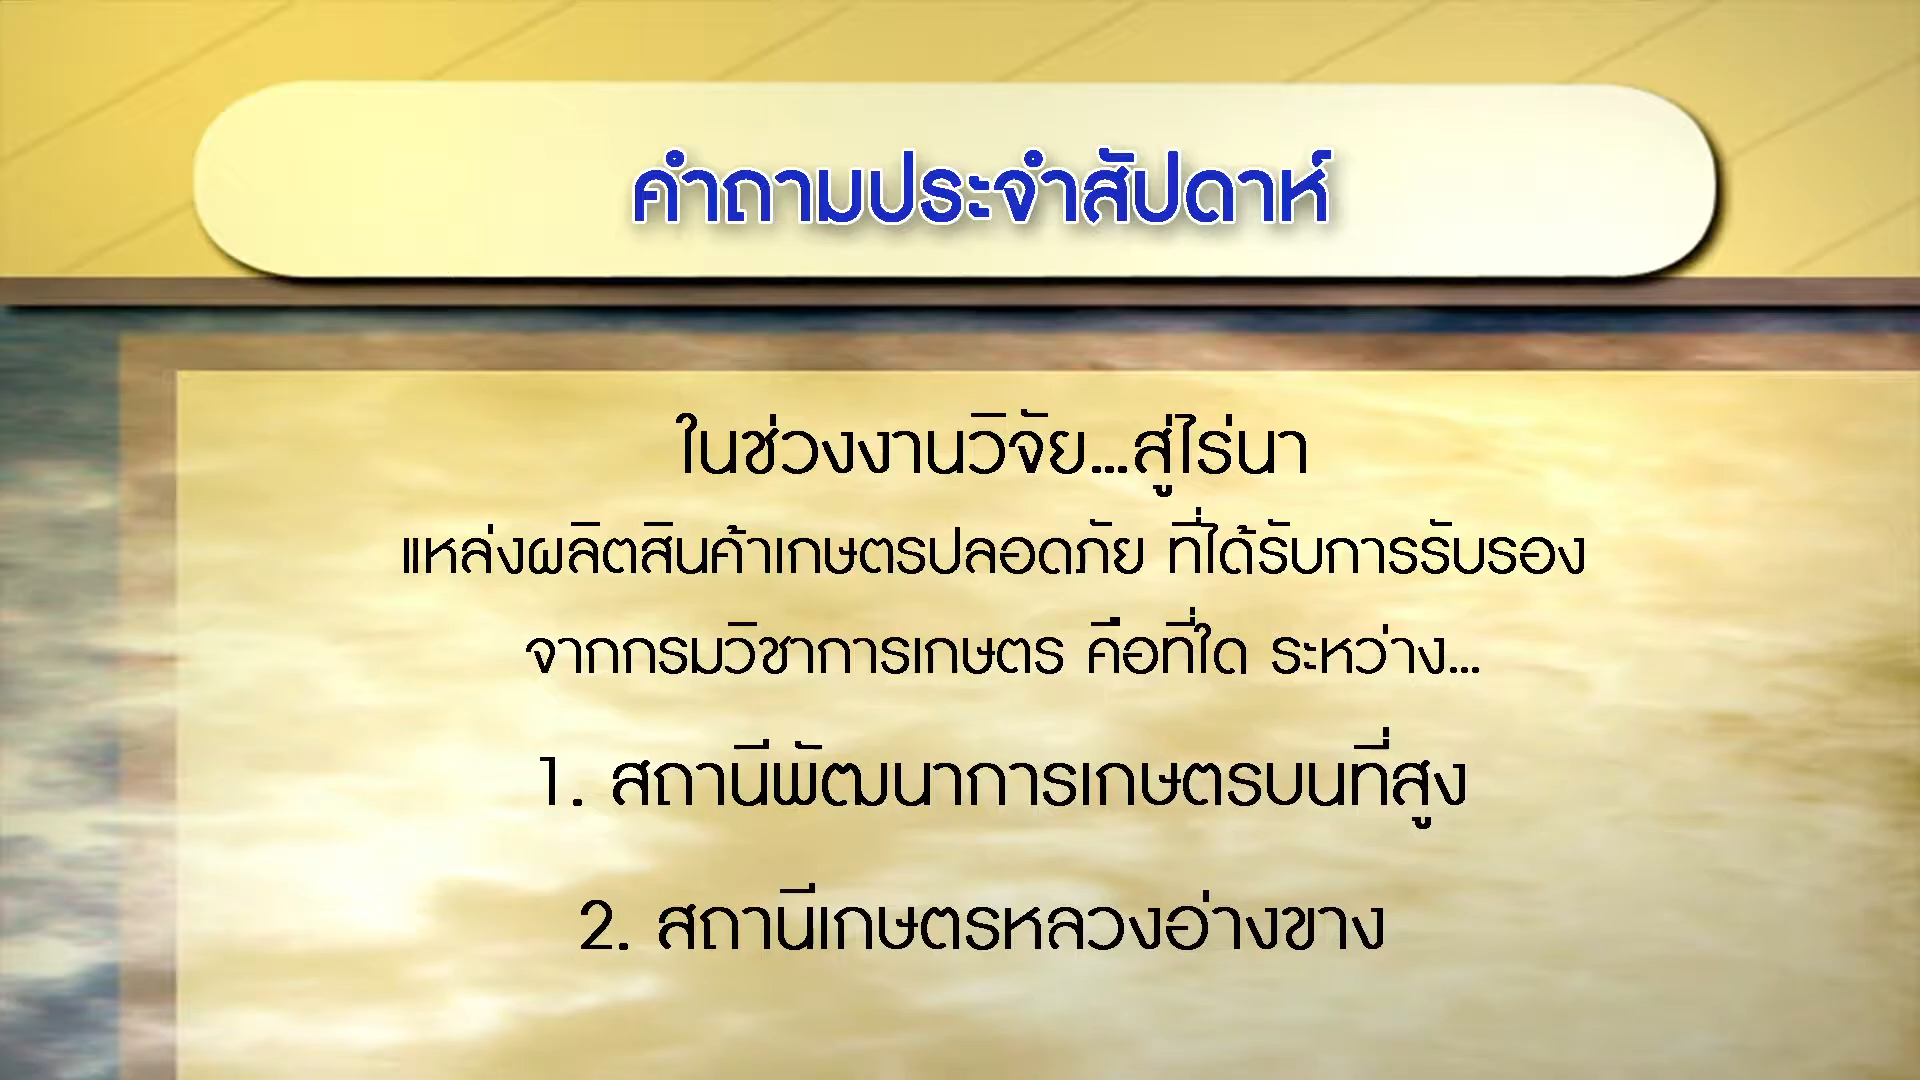 คำถามประจำสัปดาห์
ในช่วงงานวิจัย...สู่ไร่นา
แหล่งผลิตสินค้าเกษตรปลอดภัย ที่ได้รับการรับรอง
จากกรมวิชาการเกษตร คือที่ใด ระหว่าง...
1. สถานีพัฒนาการเกษตรบนที่สูง
2. สถานีเกษตรหลวงอ่างขาง